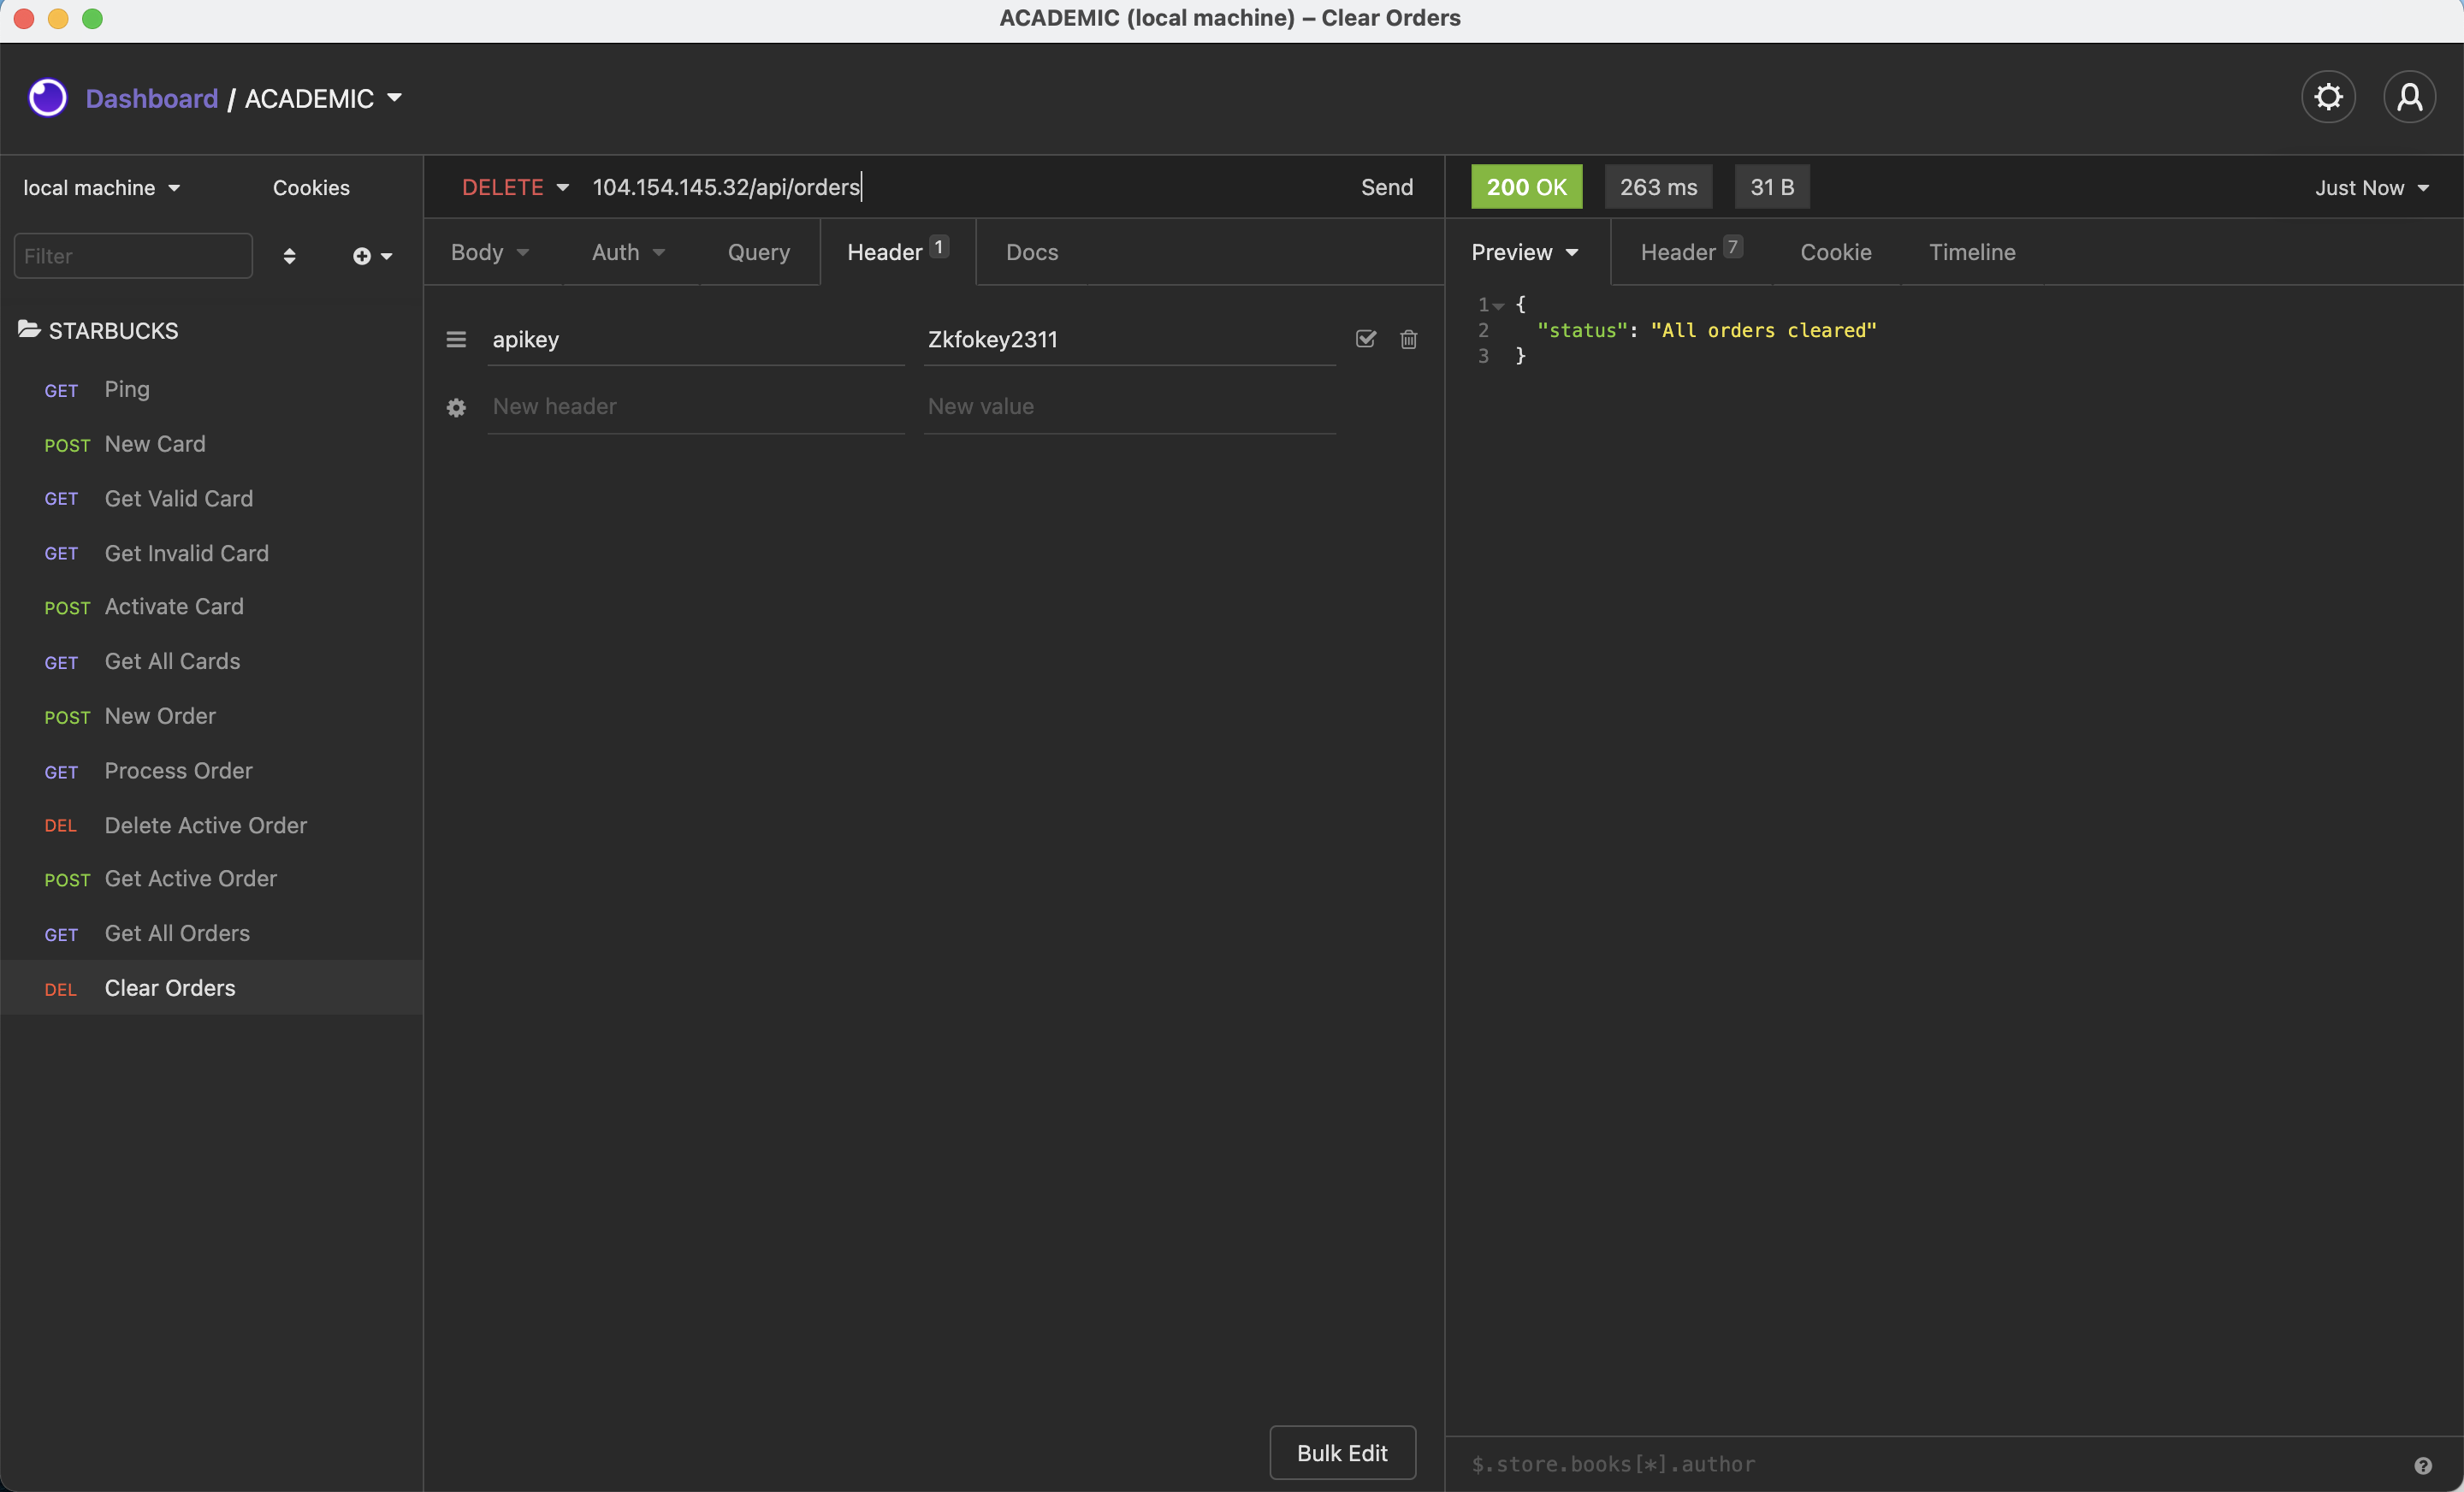 ACADEMIC (local machine) – Clear Orders
Dashboard / ACADEMIC
local machine Cookies
Filter
STARBUCKS
GET Ping
POST New Card
GET Get Valid Card
GET Get Invalid Card
POST Activate Card
GET Get All Cards
POST New Order
GET Process Order
DEL Delete Active Order
POST Get Active Order
GET Get All Orders
DEL Clear Orders
DELETE 104.154.145.32/api/orders Send
Body Auth Query Header 1 Docs
apikey Zkfokey2311
New header New value
Bulk Edit
200 OK 263 ms 31 B Just Now
Preview Header 7 Cookie Timeline
1 {
2 "status": "All orders cleared"
3 }
$.store.books[*].author